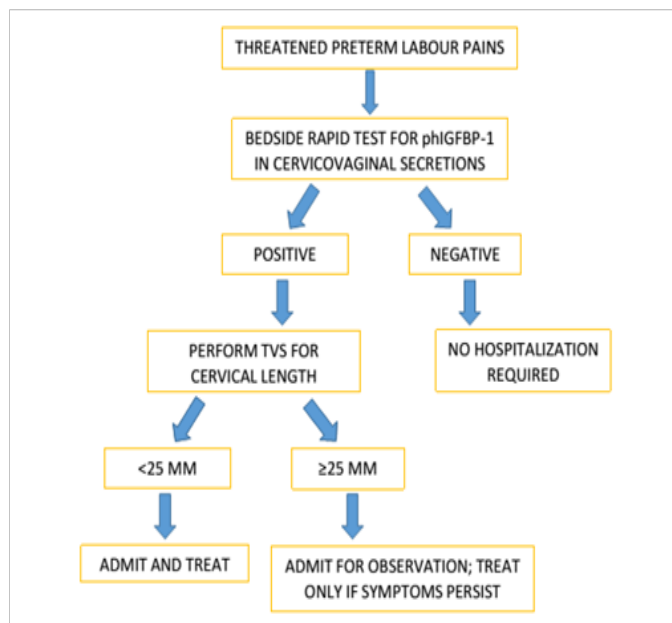 THREATENED PRETERM LABOUR PAINS
BEDSIDE RAPID TEST FOR phIGFBP-1
IN CERVICOVAGINAL SECRETIONS
POSITIVE
NEGATIVE
PERFORM TVS FOR
CERVICAL LENGTH
NO HOSPITALIZATION
REQUIRED
<25 MM
≥25 MM
ADMIT AND TREAT
ADMIT FOR OBSERVATION; TREAT
ONLY IF SYMPTOMS PERSIST